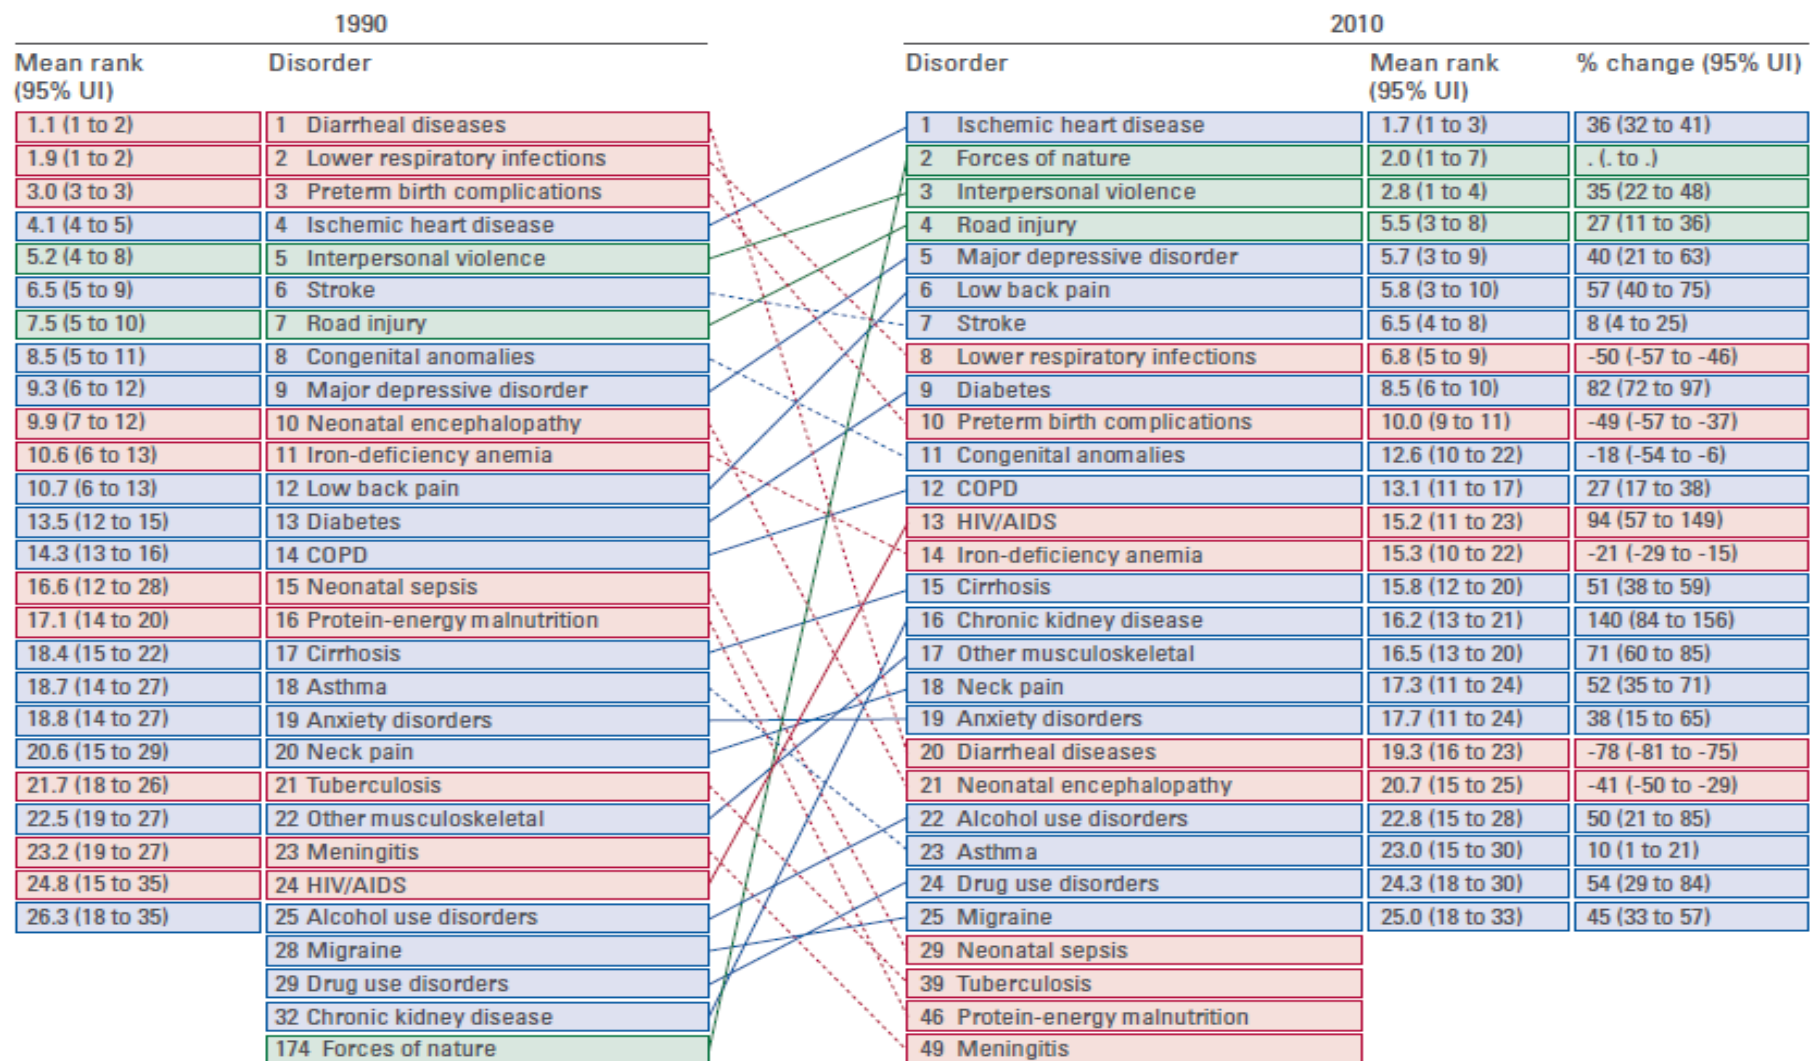 1990 2010
Mean rank (95% UI) Disorder Disorder Mean rank (95% UI) % change (95% UI)
1.1 (1 to 2) 1 Diarrheal diseases 1 Ischemic heart disease 1.7 (1 to 3) 36 (32 to 41)
1.9 (1 to 2) 2 Lower respiratory infections 2 Forces of nature 2.0 (1 to 7) . (. to .)
3.0 (3 to 3) 3 Preterm birth complications 3 Interpersonal violence 2.8 (1 to 4) 35 (22 to 48)
4.1 (4 to 5) 4 Ischemic heart disease 4 Road injury 5.5 (3 to 8) 27 (11 to 36)
5.2 (4 to 8) 5 Interpersonal violence 5 Major depressive disorder 5.7 (3 to 9) 40 (21 to 63)
6.5 (5 to 9) 6 Stroke 6 Low back pain 5.8 (3 to 10) 57 (40 to 75)
7.5 (5 to 10) 7 Road injury 7 Stroke 6.5 (4 to 8) 8 (4 to 25)
8.5 (5 to 11) 8 Congenital anomalies 8 Lower respiratory infections 6.8 (5 to 9) -50 (-57 to -46)
9.3 (6 to 12) 9 Major depressive disorder 9 Diabetes 8.5 (6 to 10) 82 (72 to 97)
9.9 (7 to 12) 10 Neonatal encephalopathy 10 Preterm birth complications 10.0 (9 to 11) -49 (-57 to -37)
10.6 (6 to 13) 11 Iron-deficiency anemia 11 Congenital anomalies 12.6 (10 to 22) -18 (-54 to -6)
10.7 (6 to 13) 12 Low back pain 12 COPD 13.1 (11 to 17) 27 (17 to 38)
13.5 (12 to 15) 13 Diabetes 13 HIV/AIDS 15.2 (11 to 23) 94 (57 to 149)
14.3 (13 to 16) 14 COPD 14 Iron-deficiency anemia 15.3 (10 to 22) -21 (-29 to -15)
16.6 (12 to 28) 15 Neonatal sepsis 15 Cirrhosis 15.8 (12 to 20) 51 (38 to 59)
17.1 (14 to 20) 16 Protein-energy malnutrition 16 Chronic kidney disease 16.2 (13 to 21) 140 (84 to 156)
18.4 (15 to 22) 17 Cirrhosis 17 Other musculoskeletal 16.5 (13 to 20) 71 (60 to 85)
18.7 (14 to 27) 18 Asthma 18 Neck pain 17.3 (11 to 24) 52 (35 to 71)
18.8 (14 to 27) 19 Anxiety disorders 19 Anxiety disorders 17.7 (11 to 24) 38 (15 to 65)
20.6 (15 to 29) 20 Neck pain 20 Diarrheal diseases 19.3 (16 to 23) -78 (-81 to -75)
21.7 (18 to 26) 21 Tuberculosis 21 Neonatal encephalopathy 20.7 (15 to 25) -41 (-50 to -29)
22.5 (19 to 27) 22 Other musculoskeletal 22 Alcohol use disorders 22.8 (15 to 28) 50 (21 to 85)
23.2 (19 to 27) 23 Meningitis 23 Asthma 23.0 (15 to 30) 10 (1 to 21)
24.8 (15 to 35) 24 HIV/AIDS 24 Drug use disorders 24.3 (18 to 30) 54 (29 to 84)
26.3 (18 to 35) 25 Alcohol use disorders 25 Migraine 25.0 (18 to 33) 45 (33 to 57)
28 Migraine 29 Neonatal sepsis
29 Drug use disorders 39 Tuberculosis
32 Chronic kidney disease 46 Protein-energy malnutrition
174 Forces of nature 49 Meningitis